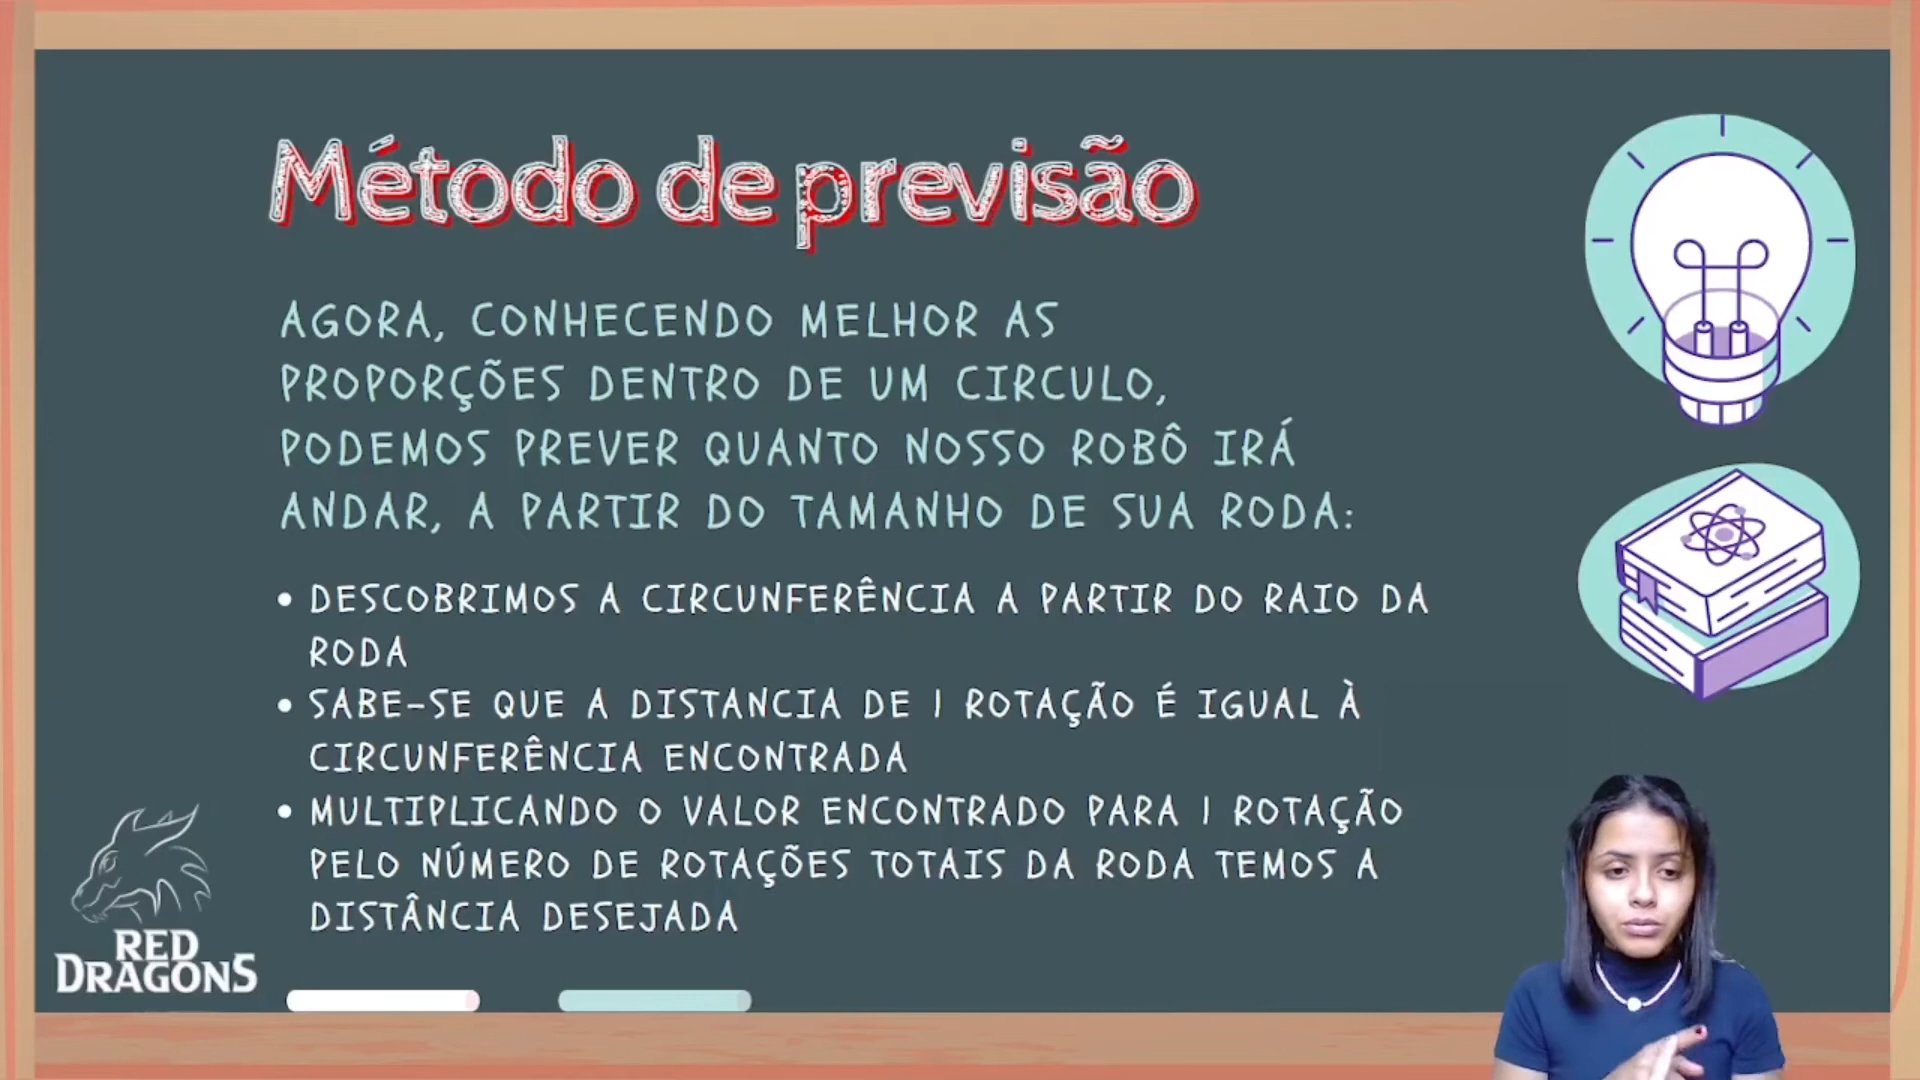 Método de previsão
AGORA, CONHECENDO MELHOR AS
PROPORÇÕES DENTRO DE UM CIRCULO,
PODEMOS PREVER QUANTO NOSSO ROBÔ IRÁ
ANDAR, A PARTIR DO TAMANHO DE SUA RODA:
• DESCOBRIMOS A CIRCUNFERÊNCIA A PARTIR DO RAIO DA
RODA
• SABE-SE QUE A DISTANCIA DE 1 ROTAÇÃO É IGUAL À
CIRCUNFERÊNCIA ENCONTRADA
• MULTIPLICANDO O VALOR ENCONTRADO PARA 1 ROTAÇÃO
PELO NÚMERO DE ROTAÇÕES TOTAIS DA RODA TEMOS A
DISTÂNCIA DESEJADA
RED
DRAGONS